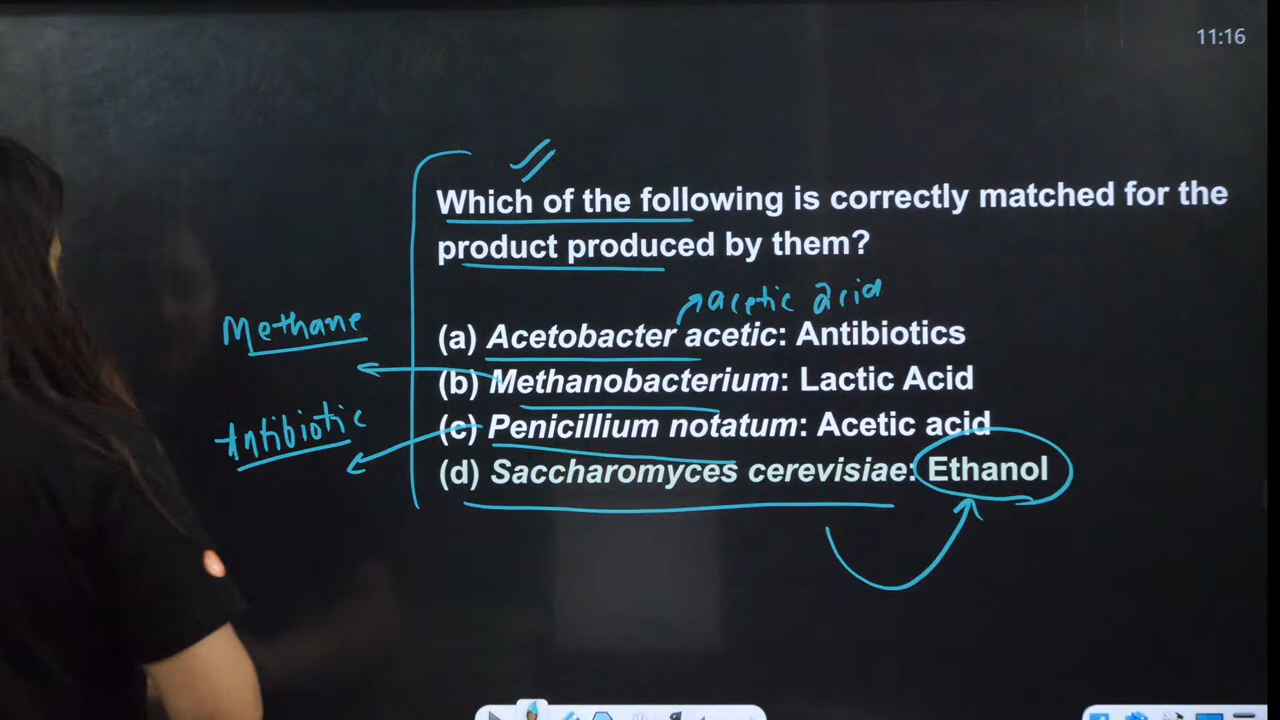 11:16
Which of the following is correctly matched for the
product produced by them?
acetic acid
(a) Acetobacter acetic: Antibiotics
Methane
(b) Methanobacterium: Lactic Acid
Antibiotic
(c) Penicillium notatum: Acetic acid
(d) Saccharomyces cerevisiae: Ethanol